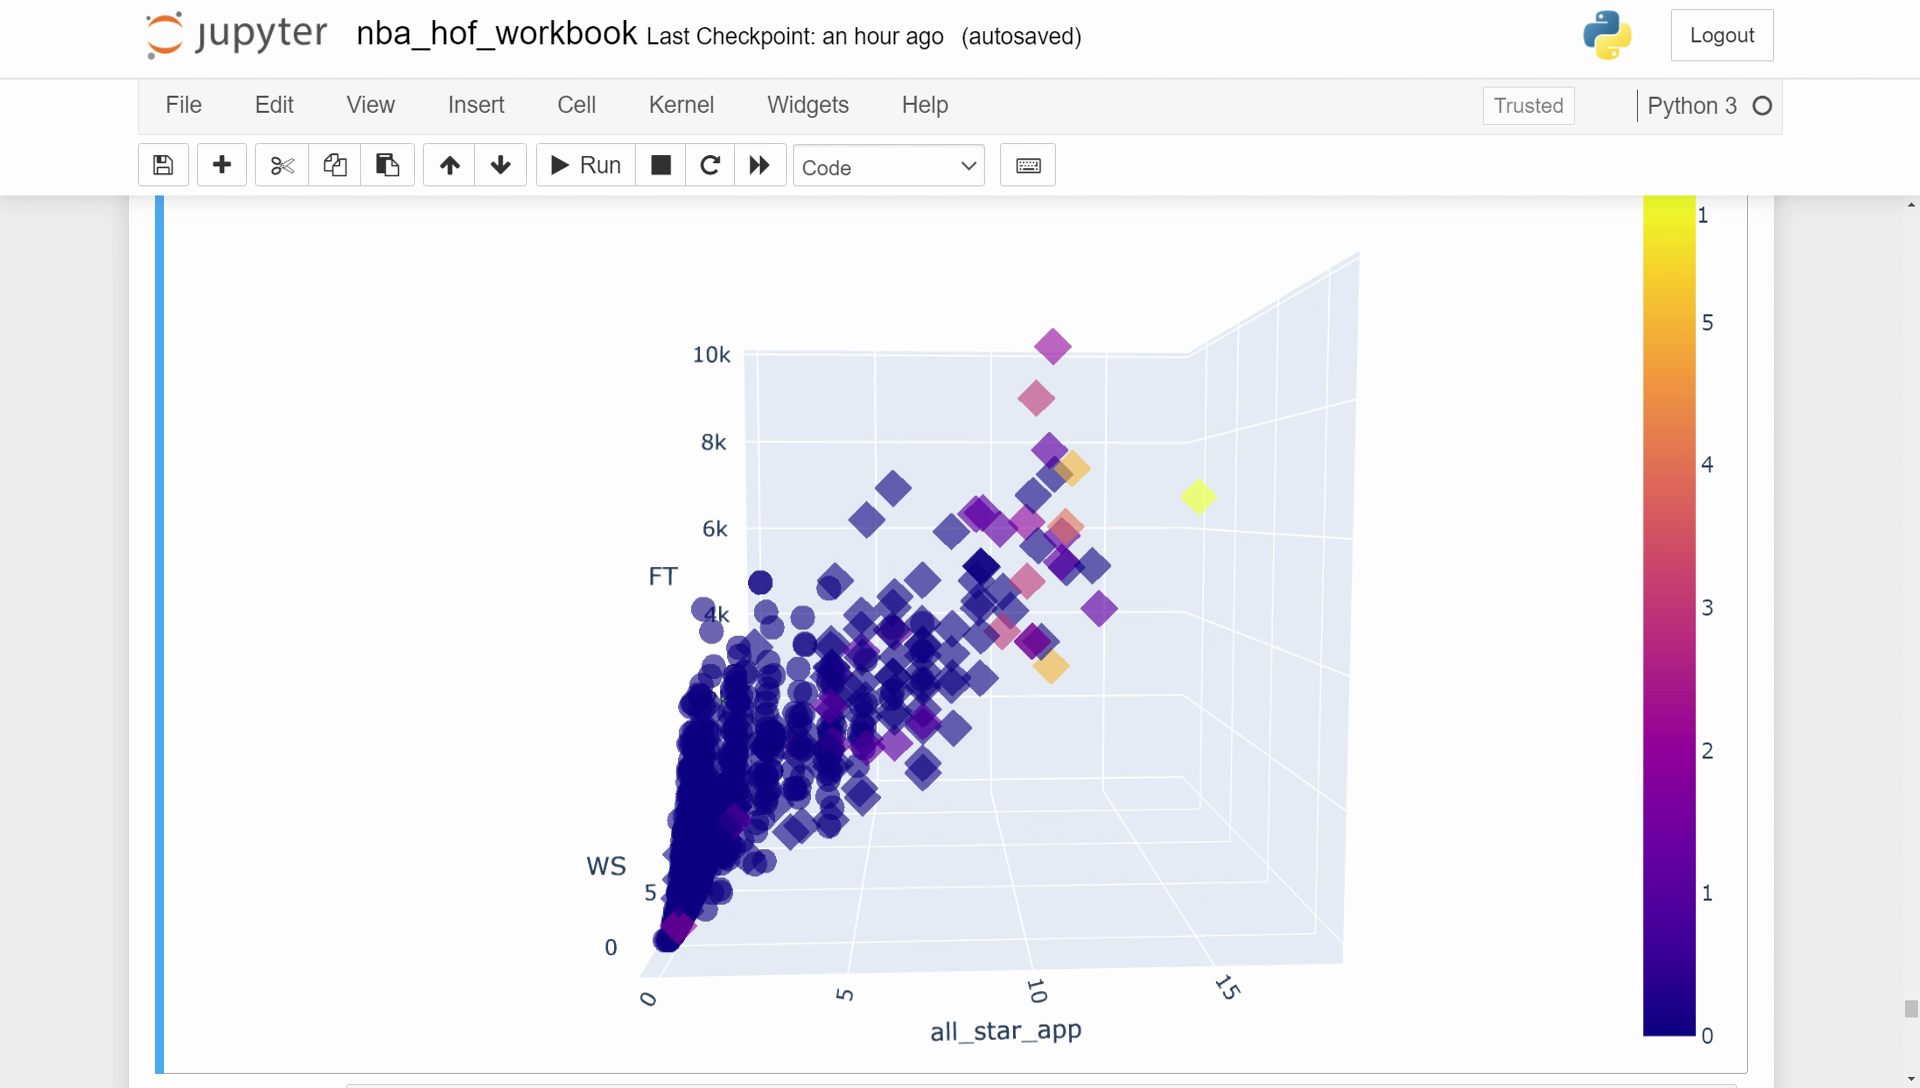 jupyter nba_hof_workbook Last Checkpoint: an hour ago (autosaved) Logout
File Edit View Insert Cell Kernel Widgets Help Trusted Python 3
Run Code
1
5
10k
8k
4
6k
FT
4k
3
2
WS
5
1
0
0 5 10 15
all_star_app
0